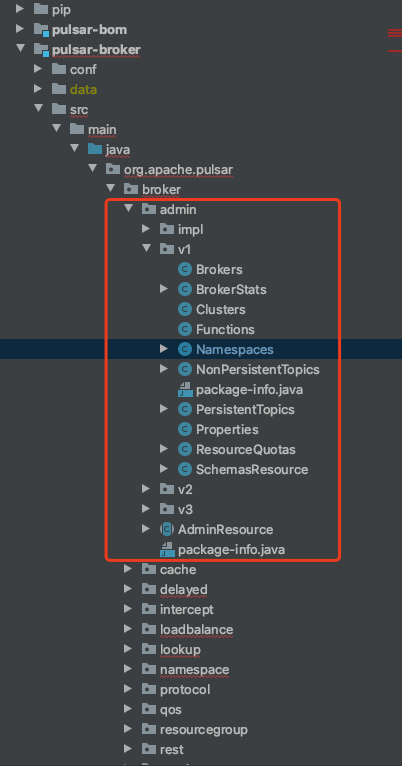 pip
pulsar-bom
pulsar-broker
conf
data
src
main
java
org.apache.pulsar
broker
admin
impl
v1
Brokers
BrokerStats
Clusters
Functions
Namespaces
NonPersistentTopics
package-info.java
PersistentTopics
Properties
ResourceQuotas
SchemasResource
v2
v3
AdminResource
package-info.java
cache
delayed
intercept
loadbalance
lookup
namespace
protocol
qos
resourcegroup
rest